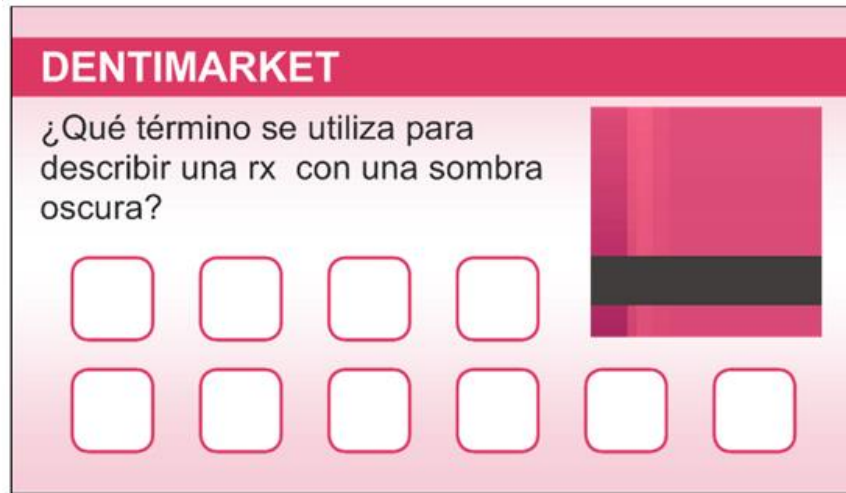 DENTIMARKET
¿Qué término se utiliza para
describir una rx con una sombra
oscura?